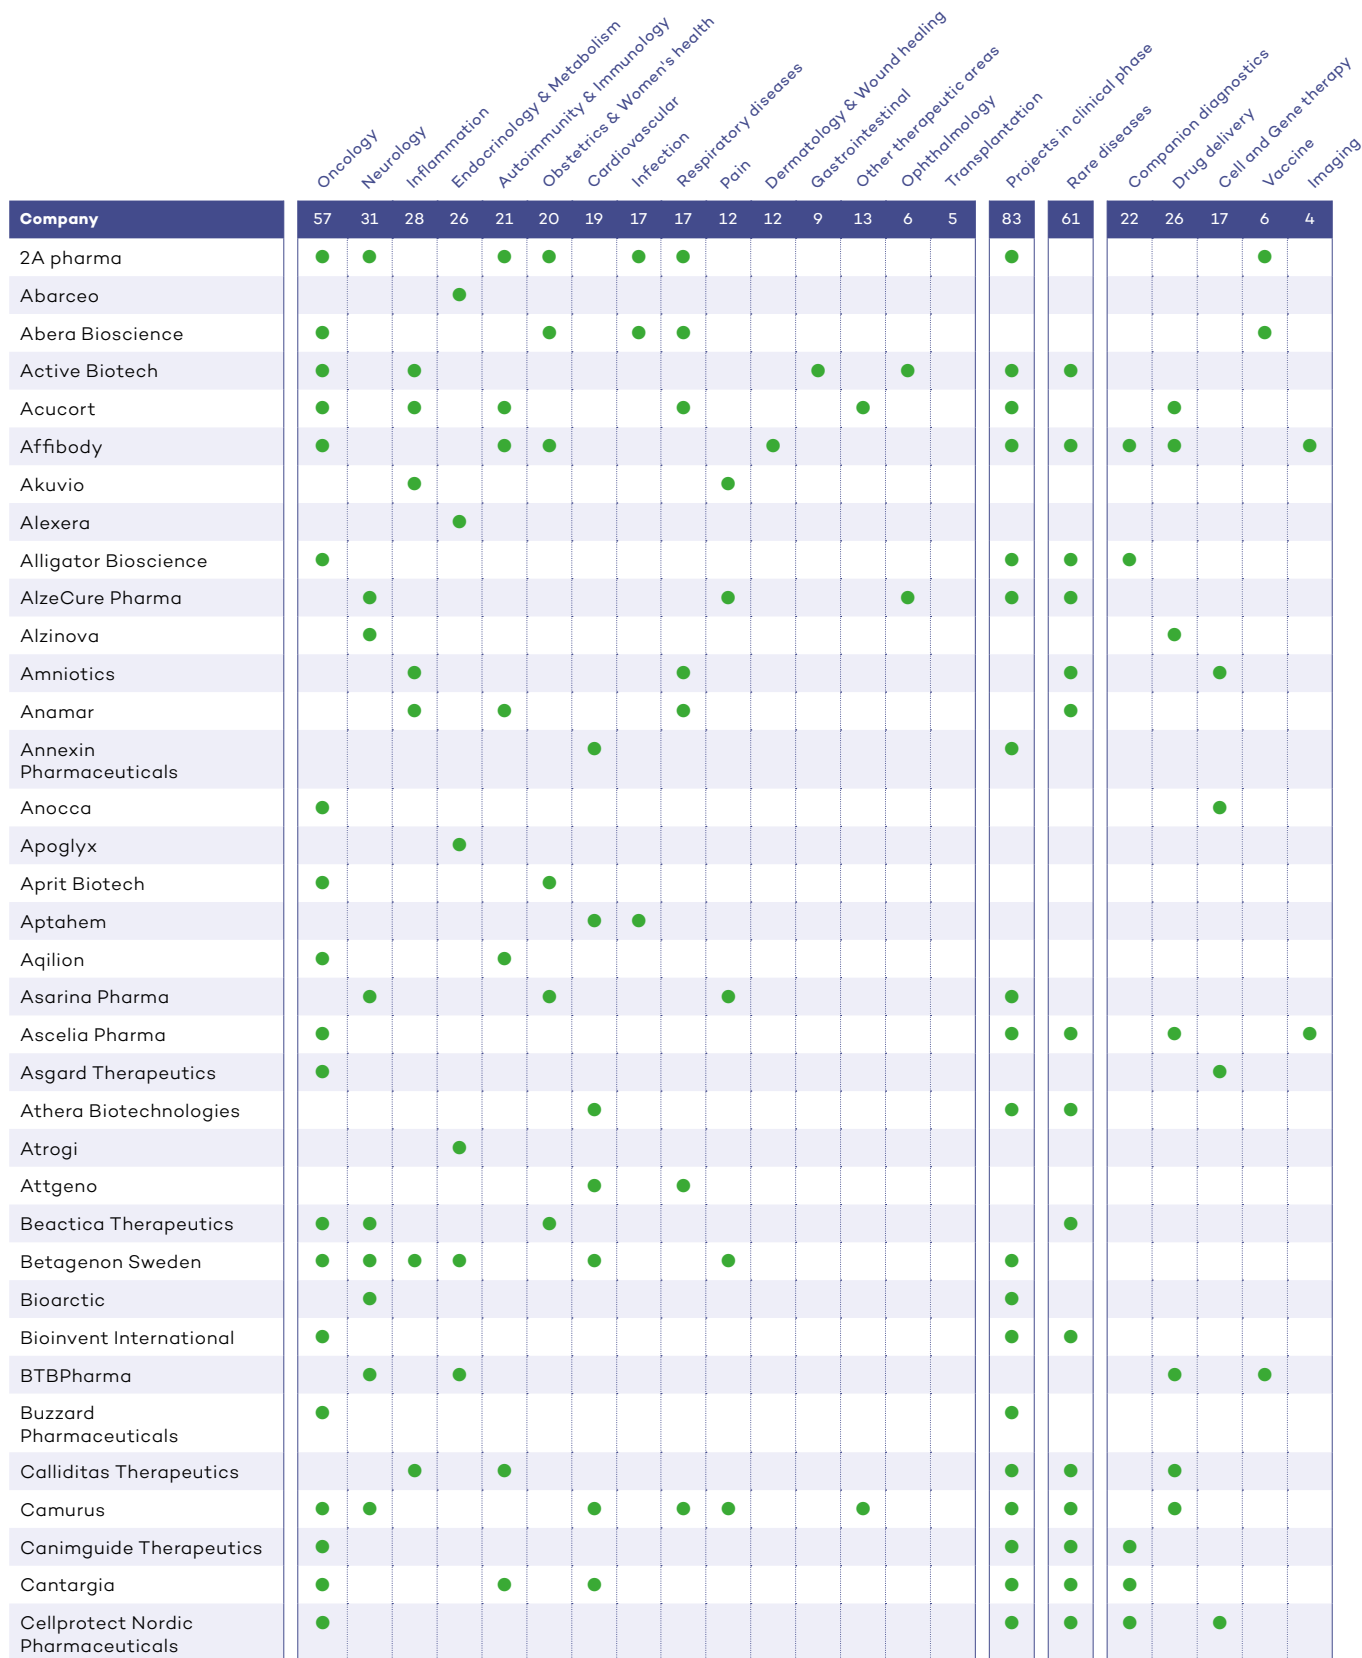 Oncology
Neurology
Inflammation
Endocrinology & Metabolism
Autoimmunity & Immunology
Obstetrics & Women's health
Cardiovascular
Infection
Respiratory diseases
Pain
Dermatology & Wound healing
Gastrointestinal
Other therapeutic areas
Ophthalmology
Transplantation
Projects in clinical phase
Rare diseases
Companion diagnostics
Drug delivery
Cell and Gene therapy
Vaccine
Imaging
Company 57 31 28 26 21 20 19 17 17 12 12 9 13 6 5 83 61 22 26 17 6 4
2A pharma
Abarceo
Abera Bioscience
Active Biotech
Acucort
Affibody
Akuvio
Alexera
Alligator Bioscience
AlzeCure Pharma
Alzinova
Amniotics
Anamar
Annexin
Pharmaceuticals
Anocca
Apoglyx
Aprit Biotech
Aptahem
Aqilion
Asarina Pharma
Ascelia Pharma
Asgard Therapeutics
Athera Biotechnologies
Atrogi
Attgeno
Beactica Therapeutics
Betagenon Sweden
Bioarctic
Bioinvent International
BTBPharma
Buzzard
Pharmaceuticals
Calliditas Therapeutics
Camurus
Canimguide Therapeutics
Cantargia
Cellprotect Nordic
Pharmaceuticals